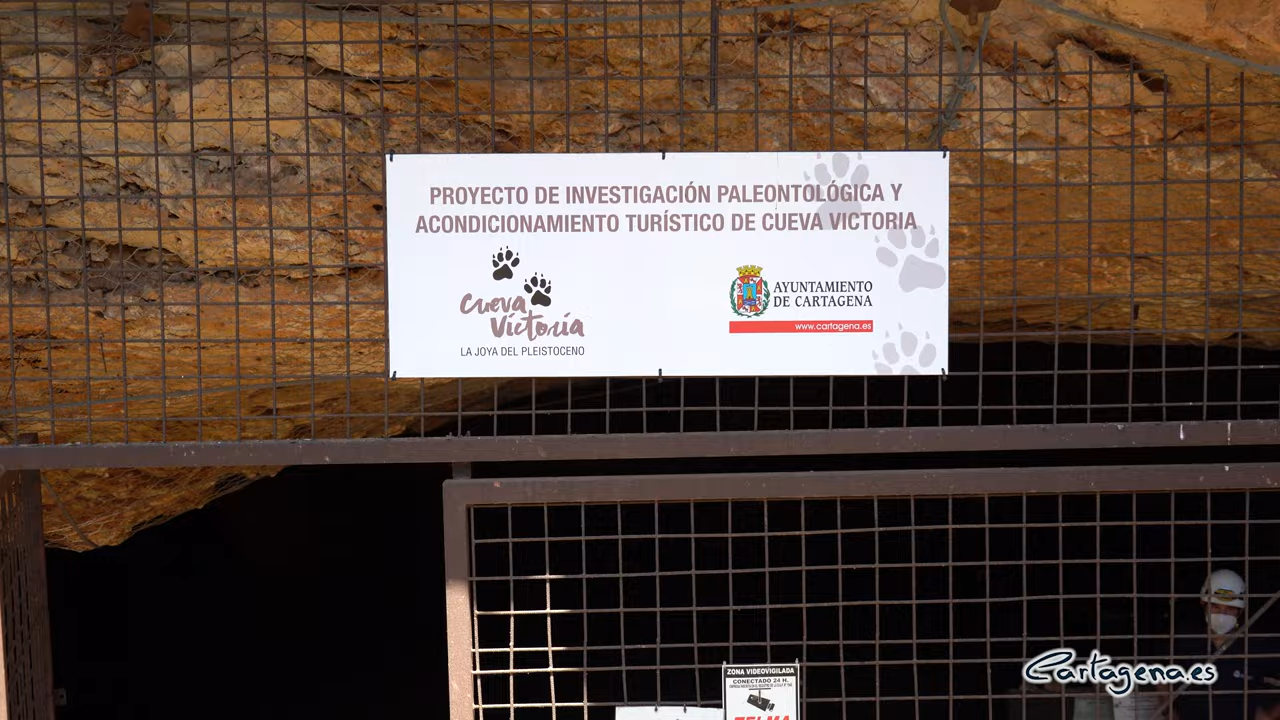 PROYECTO DE INVESTIGACIÓN PALEONTOLÓGICA Y
ACONDICIONAMIENTO TURÍSTICO DE CUEVA VICTORIA
Cueva
Victoria
LA JOYA DEL PLEISTOCENO
AYUNTAMIENTO
DE CARTAGENA
www.cartagena.es
ZONA VIDEOVIGILADA
CONECTADO 24 H.
TELMA
Cartagena.es